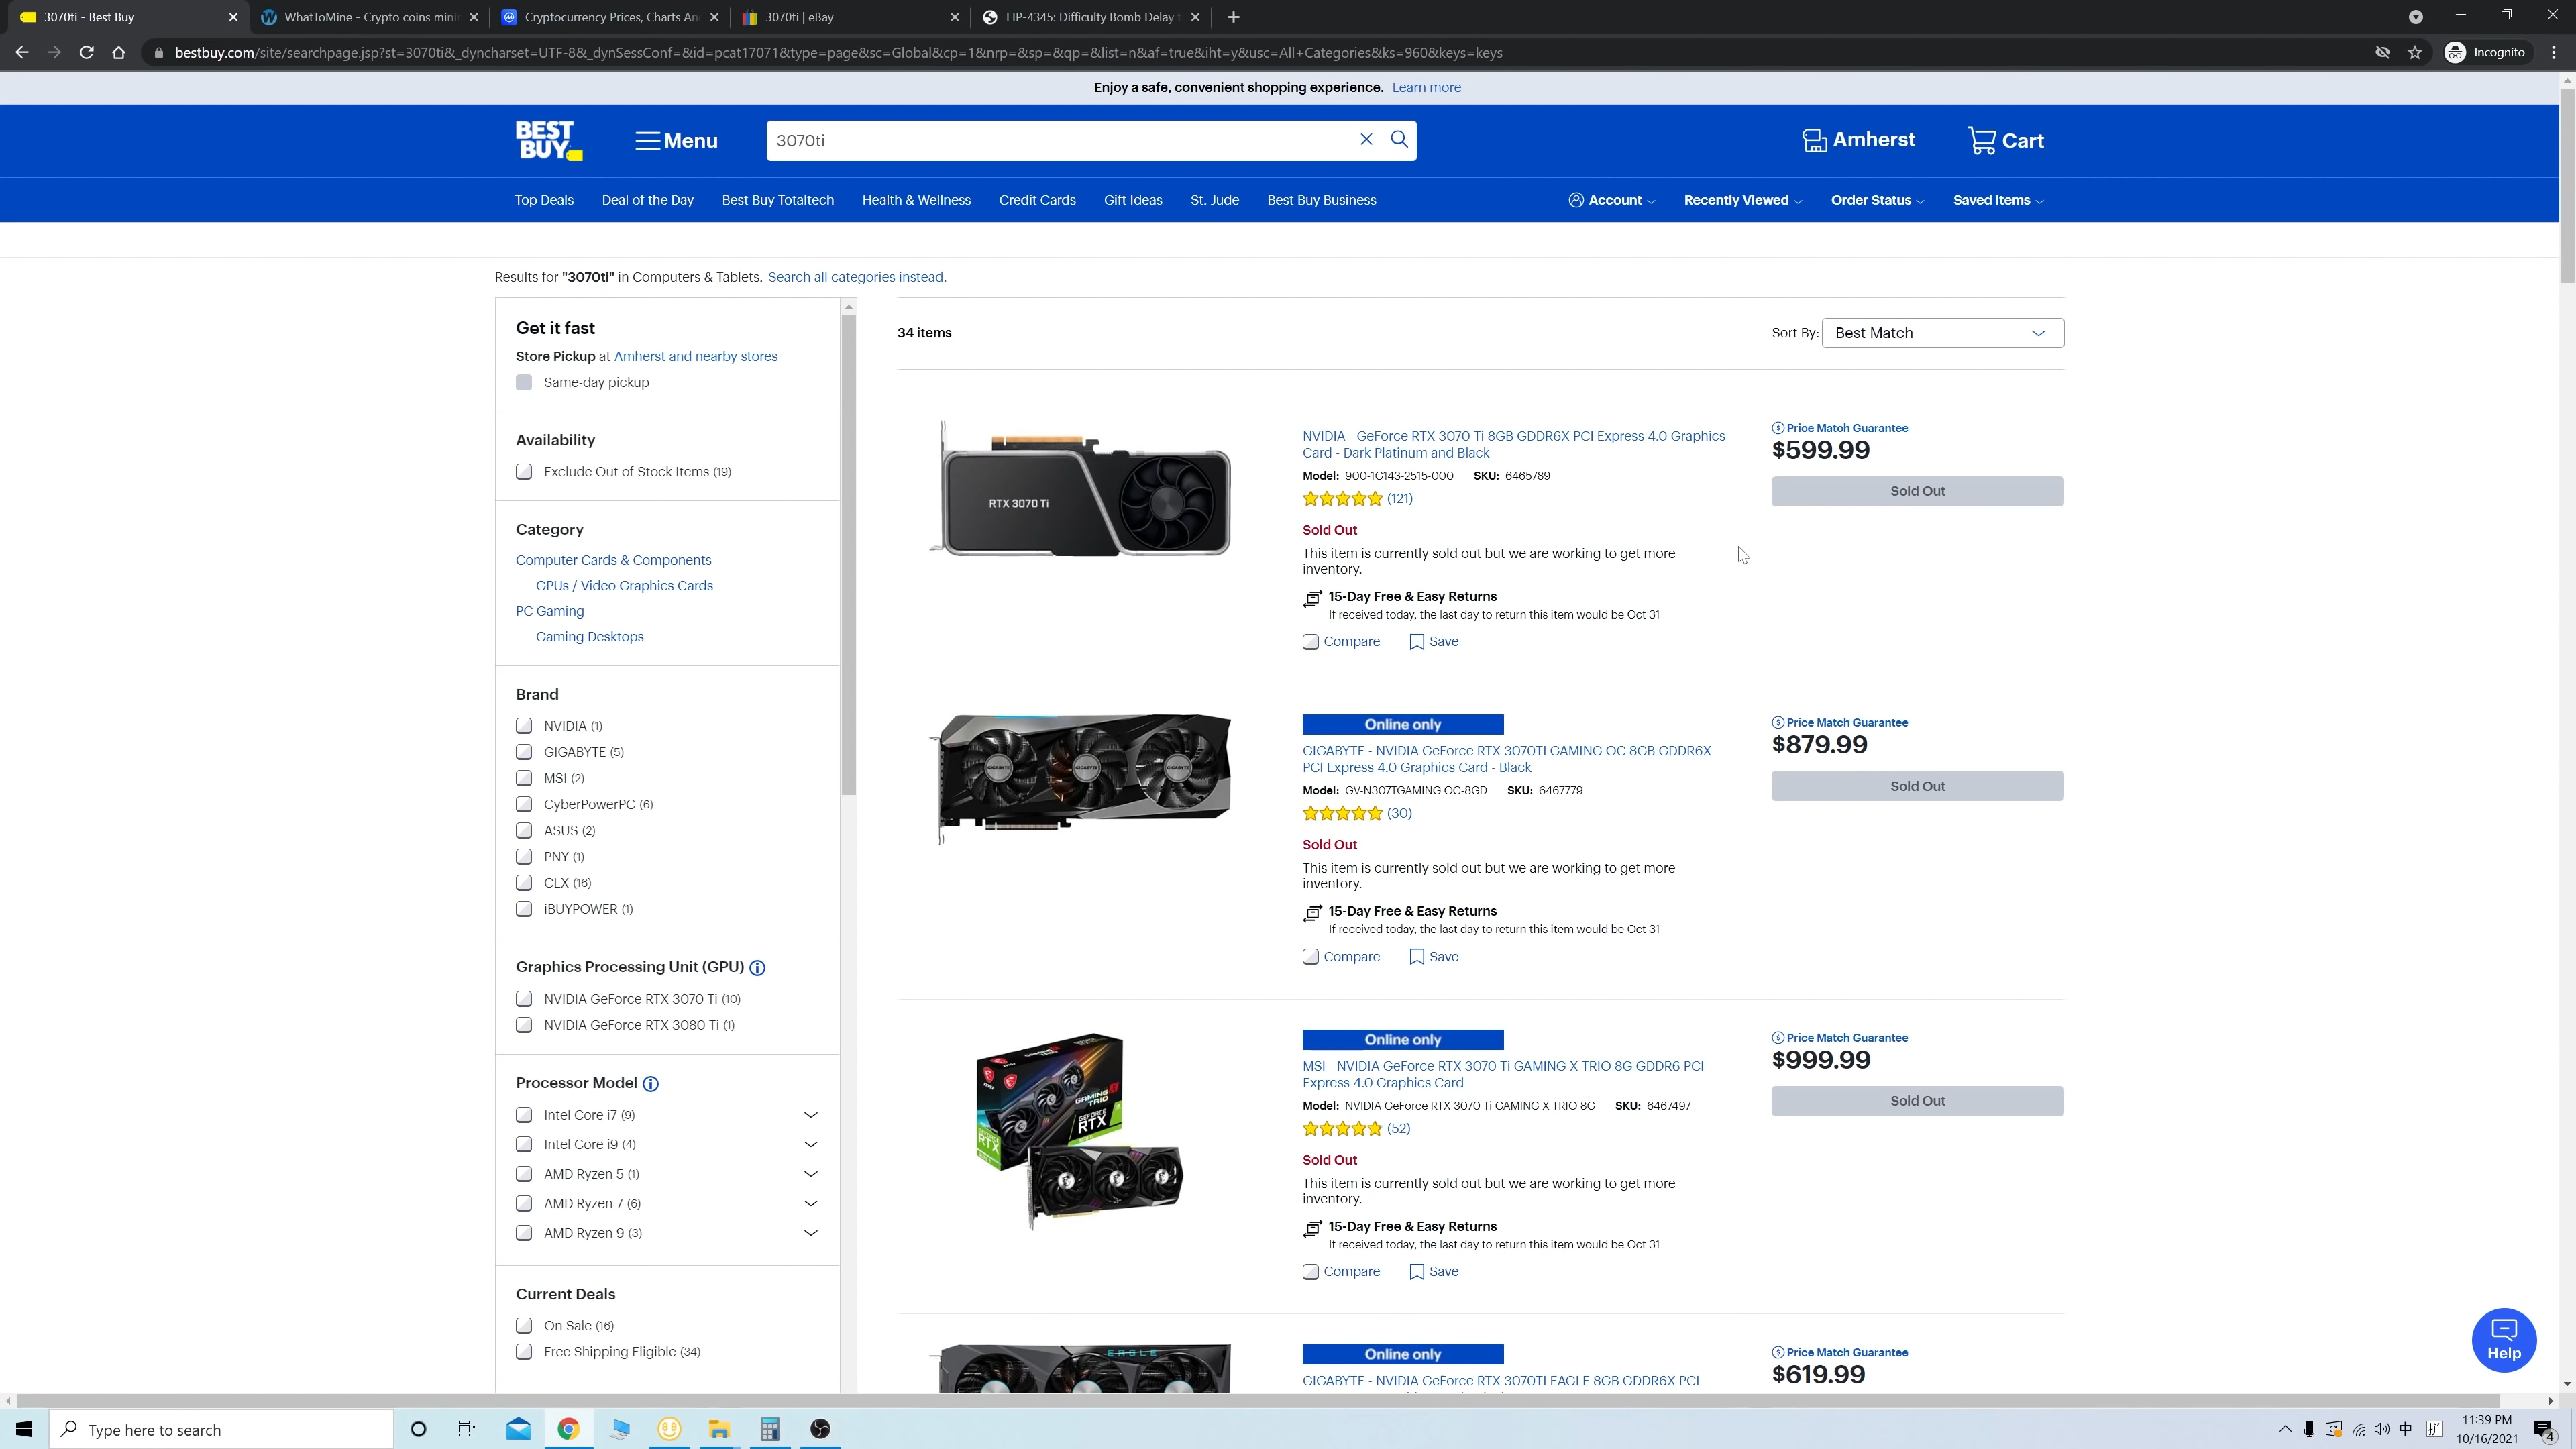 3070ti - Best Buy
WhatToMine - Crypto coins mini
Cryptocurrency Prices, Charts An
3070ti | eBay
EIP-4345: Difficulty Bomb Delay t
bestbuy.com/site/searchpage.jsp?st=3070ti&_dyncharset=UTF-8&_dynSessConf=&id=pcat17071&type=page&sc=Global&cp=1&nrp=&sp=&qp=&list=n&af=true&iht=y&usc=All+Categories&ks=960&keys=keys
Incognito
Enjoy a safe, convenient shopping experience. Learn more
BEST
BUY
Menu
3070ti
Amherst
Cart
Top Deals Deal of the Day Best Buy Totaltech Health & Wellness Credit Cards Gift Ideas St. Jude Best Buy Business
Account Recently Viewed Order Status Saved Items
Results for "3070ti" in Computers & Tablets. Search all categories instead.
Get it fast
Store Pickup at Amherst and nearby stores
Same-day pickup
Availability
Exclude Out of Stock Items (19)
Category
Computer Cards & Components
GPUs / Video Graphics Cards
PC Gaming
Gaming Desktops
Brand
NVIDIA (1)
GIGABYTE (5)
MSI (2)
CyberPowerPC (6)
ASUS (2)
PNY (1)
CLX (16)
iBUYPOWER (1)
Graphics Processing Unit (GPU)
NVIDIA GeForce RTX 3070 Ti (10)
NVIDIA GeForce RTX 3080 Ti (1)
Processor Model
Intel Core i7 (9)
Intel Core i9 (4)
AMD Ryzen 5 (1)
AMD Ryzen 7 (6)
AMD Ryzen 9 (3)
Current Deals
On Sale (16)
Free Shipping Eligible (34)
34 items
Sort By: Best Match
RTX 3070 Ti
NVIDIA - GeForce RTX 3070 Ti 8GB GDDR6X PCI Express 4.0 Graphics
Card - Dark Platinum and Black
Model: 900-1G143-2515-000 SKU: 6465789
(121)
Sold Out
This item is currently sold out but we are working to get more
inventory.
15-Day Free & Easy Returns
If received today, the last day to return this item would be Oct 31
Compare Save
Price Match Guarantee
$599.99
Sold Out
GIGABYTE GIGABYTE GIGABYTE
Online only
GIGABYTE - NVIDIA GeForce RTX 3070TI GAMING OC 8GB GDDR6X
PCI Express 4.0 Graphics Card - Black
Model: GV-N307TGAMING OC-8GD SKU: 6467779
(30)
Sold Out
This item is currently sold out but we are working to get more
inventory.
15-Day Free & Easy Returns
If received today, the last day to return this item would be Oct 31
Compare Save
Price Match Guarantee
$879.99
Sold Out
GAMING
TRIO
GEFORCE
RTX
RTX
Online only
MSI - NVIDIA GeForce RTX 3070 Ti GAMING X TRIO 8G GDDR6 PCI
Express 4.0 Graphics Card
Model: NVIDIA GeForce RTX 3070 Ti GAMING X TRIO 8G SKU: 6467497
(52)
Sold Out
This item is currently sold out but we are working to get more
inventory.
15-Day Free & Easy Returns
If received today, the last day to return this item would be Oct 31
Compare Save
Price Match Guarantee
$999.99
Sold Out
EAGLE
Online only
GIGABYTE - NVIDIA GeForce RTX 3070TI EAGLE 8GB GDDR6X PCI
Price Match Guarantee
$619.99
Help
Type here to search
中
拼
11:39 PM
10/16/2021
4